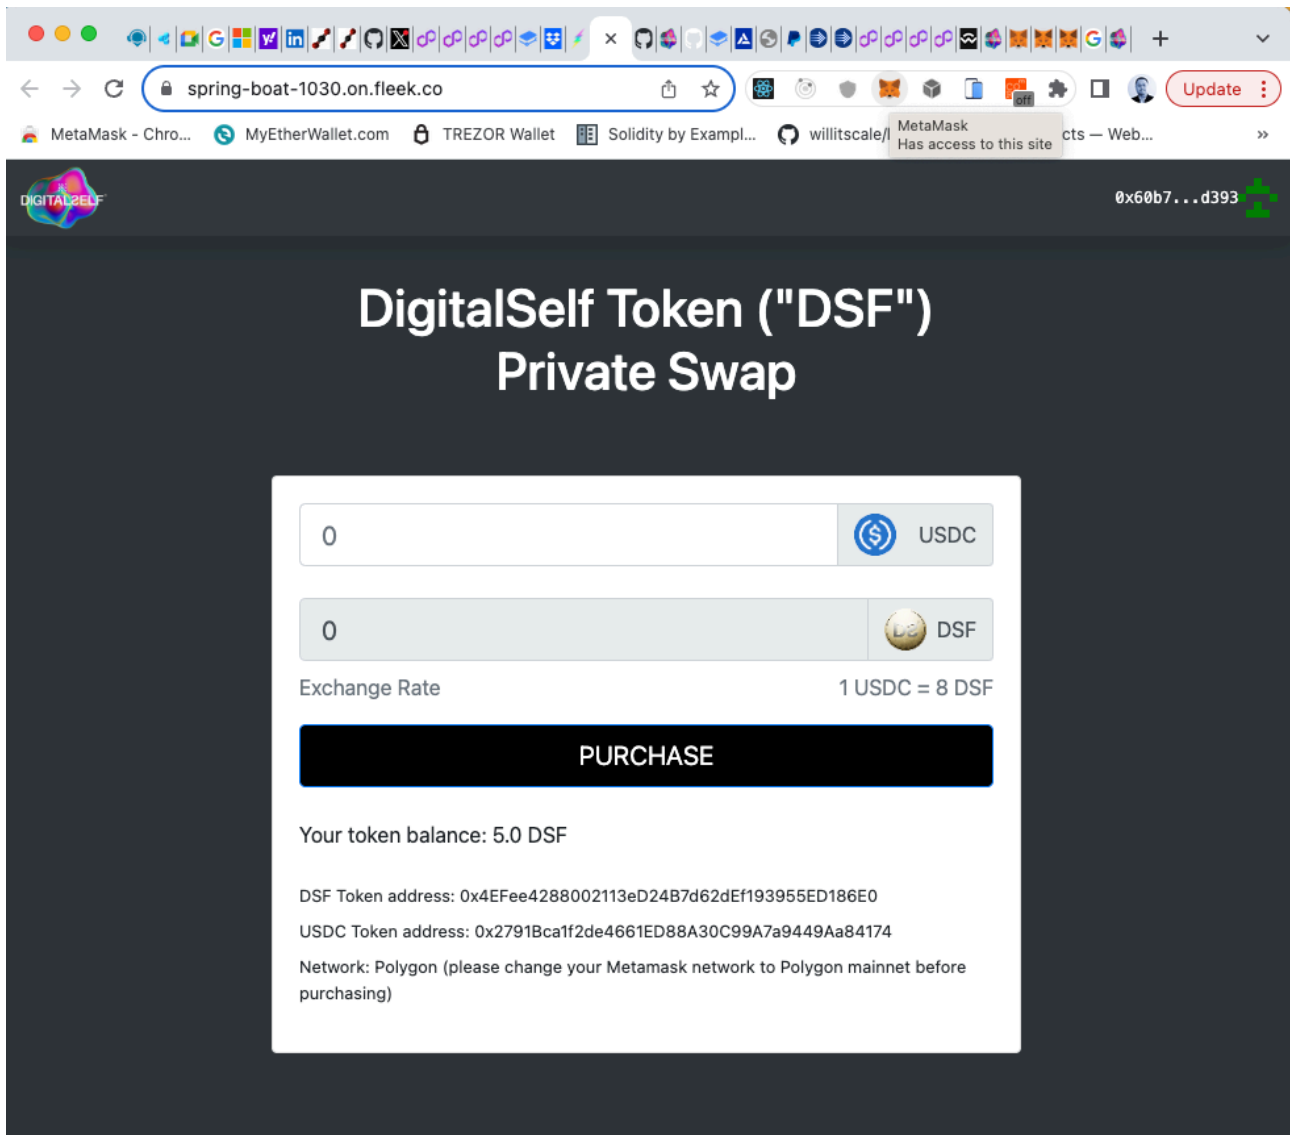 spring-boat-1030.on.fleek.co
off
Update
MetaMask - Chro...
MyEtherWallet.com
TREZOR Wallet
Solidity by Exampl...
willitscale/l
MetaMask
Has access to this site
cts — Web...
DIGITALSELF
0x60b7...d393
DigitalSelf Token ("DSF")
Private Swap
0
USDC
0
DS
DSF
Exchange Rate
1 USDC = 8 DSF
PURCHASE
Your token balance: 5.0 DSF
DSF Token address: 0x4EFee4288002113eD24B7d62dEf193955ED186E0
USDC Token address: 0x2791Bca1f2de4661ED88A30C99A7a9449Aa84174
Network: Polygon (please change your Metamask network to Polygon mainnet before
purchasing)